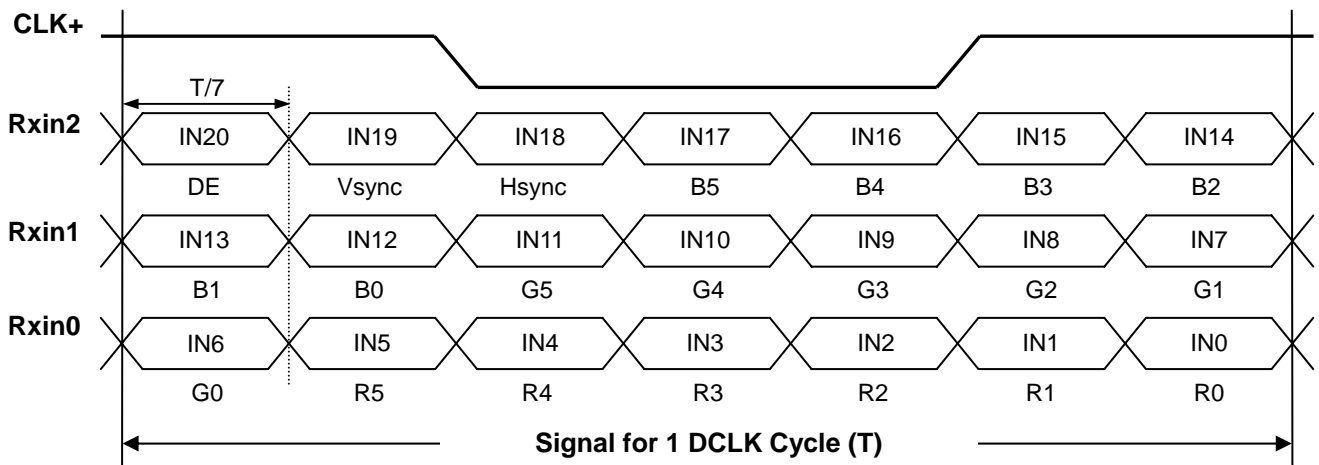 CLK+
T/7
Rxin2 IN20 IN19 IN18 IN17 IN16 IN15 IN14
DE Vsync Hsync B5 B4 B3 B2
Rxin1 IN13 IN12 IN11 IN10 IN9 IN8 IN7
B1 B0 G5 G4 G3 G2 G1
Rxin0 IN6 IN5 IN4 IN3 IN2 IN1 IN0
G0 R5 R4 R3 R2 R1 R0
Signal for 1 DCLK Cycle (T)